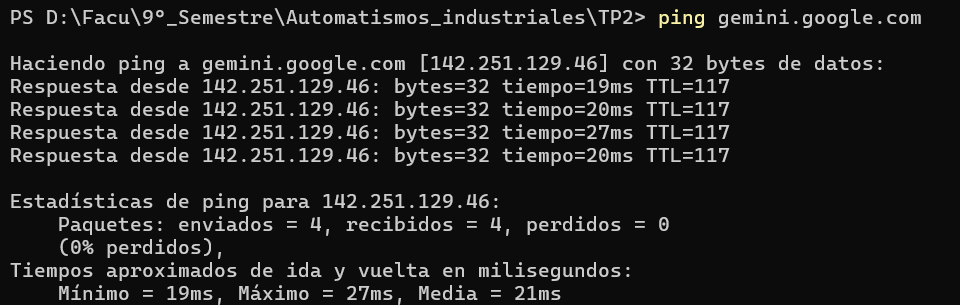 PS D:\Facu\9°_Semestre\Automatismos_industriales\TP2> ping gemini.google.com
Haciendo ping a gemini.google.com [142.251.129.46] con 32 bytes de datos:
Respuesta desde 142.251.129.46: bytes=32 tiempo=19ms TTL=117
Respuesta desde 142.251.129.46: bytes=32 tiempo=20ms TTL=117
Respuesta desde 142.251.129.46: bytes=32 tiempo=27ms TTL=117
Respuesta desde 142.251.129.46: bytes=32 tiempo=20ms TTL=117
Estadísticas de ping para 142.251.129.46:
Paquetes: enviados = 4, recibidos = 4, perdidos = 0
(0% perdidos),
Tiempos aproximados de ida y vuelta en milisegundos:
Mínimo = 19ms, Máximo = 27ms, Media = 21ms